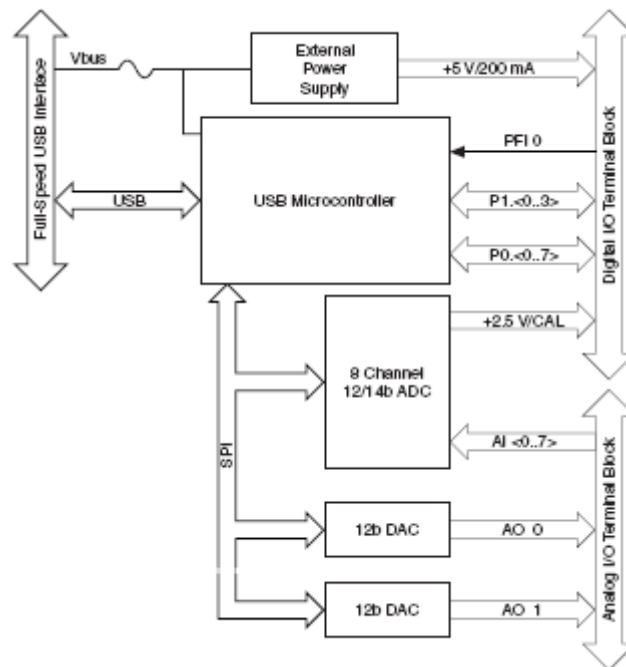 Full-Speed USB Interface
Vbus
External
Power
Supply
+5 V/200 mA
USB
USB Microcontroller
PFI 0
P1.<0..3>
P0.<0..7>
Digital I/O Terminal Block
+2.5 V/CAL
8 Channel
12/14b ADC
AI <0..7>
SPI
12b DAC
AO 0
12b DAC
AO 1
Analog I/O Terminal Block